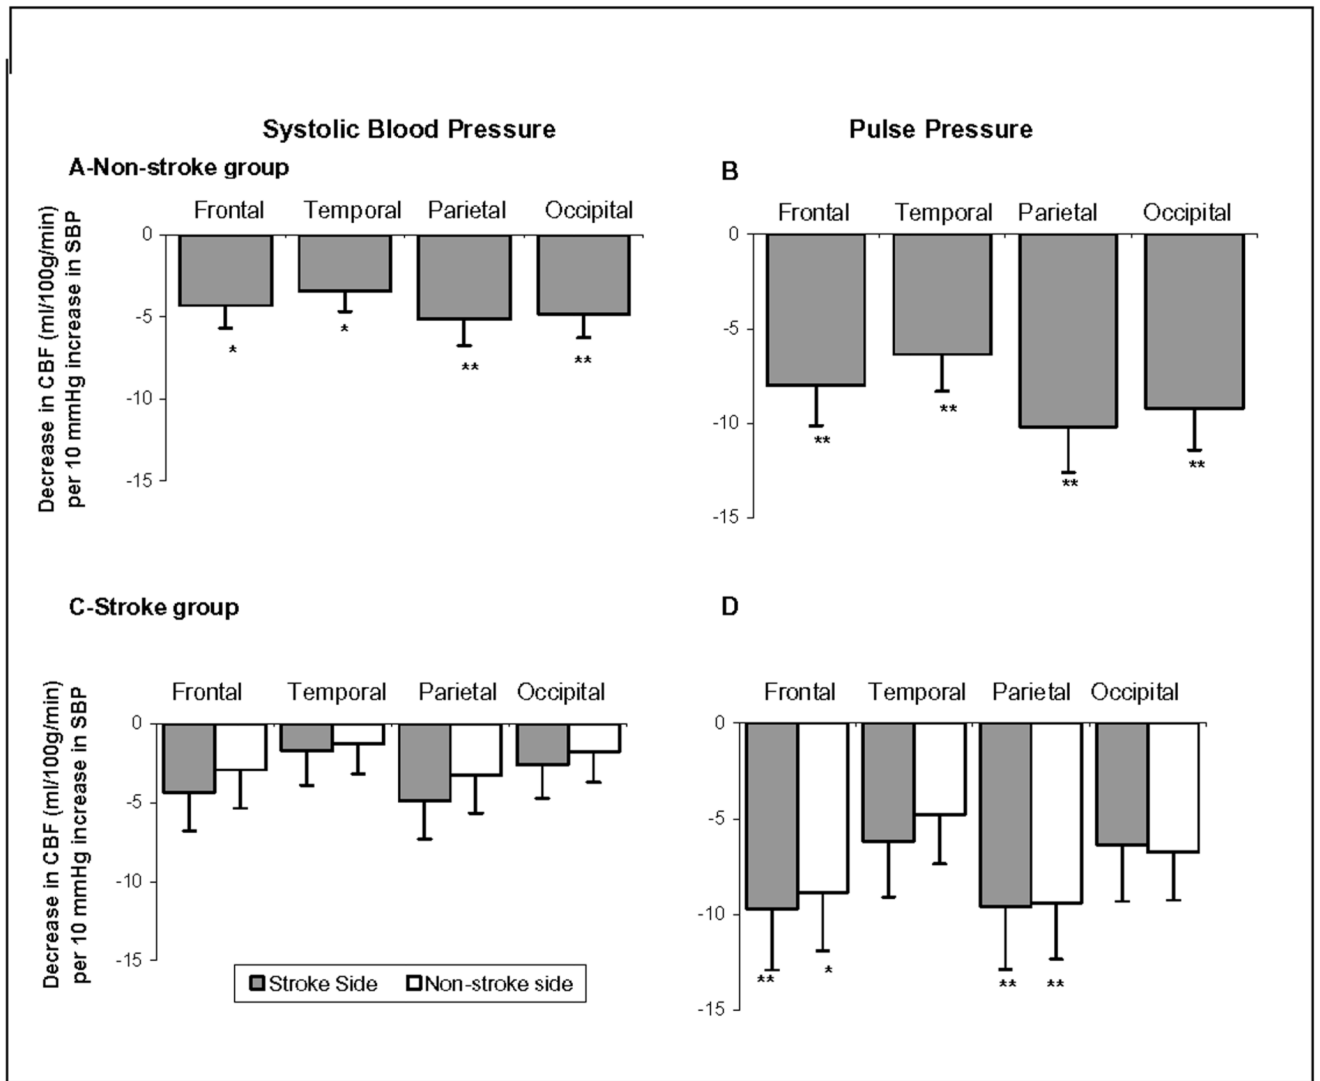 Systolic Blood Pressure
Pulse Pressure
A-Non-stroke group
B
Frontal Temporal Parietal Occipital
Frontal Temporal Parietal Occipital
Decrease in CBF (ml/100g/min)
per 10 mmHg increase in SBP
0
-5
-10
-15
*
*
**
**
0
-5
-10
-15
**
**
**
**
C-Stroke group
D
Frontal Temporal Parietal Occipital
Frontal Temporal Parietal Occipital
Decrease in CBF (ml/100g/min)
per 10 mmHg increase in SBP
0
-5
-10
-15
0
-5
-10
-15
**
*
**
**
Stroke Side Non-stroke side